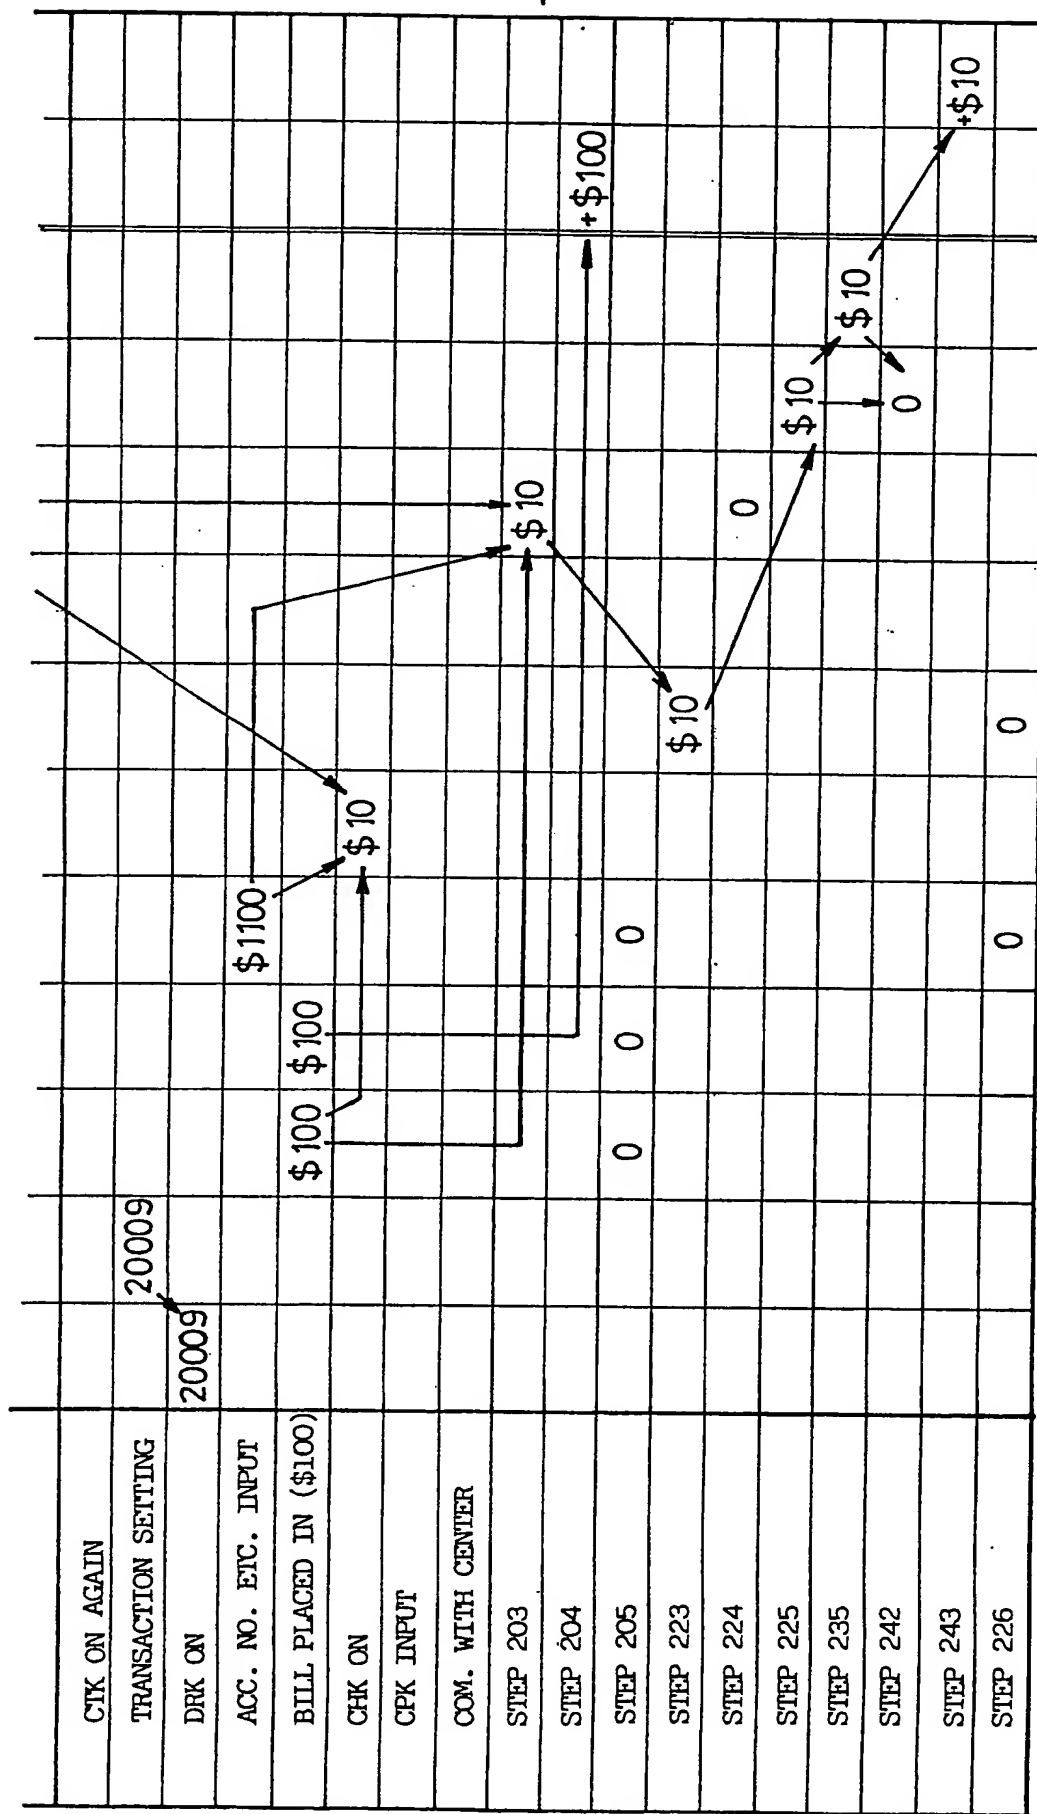 CTK ON AGAIN
TRANSACTION SETTING 20009
DRK ON 20009
ACC. NO. ETC. INPUT $1100
BILL PLACED IN ($100) $100 $100
CHK ON $10
CPK INPUT
COM. WITH CENTER
STEP 203 $10
STEP 204 +$100
STEP 205 0 0 0
STEP 223 $10
STEP 224 0
STEP 225 $10
STEP 235 $10
STEP 242 0
STEP 243 +$10
STEP 226 0 0